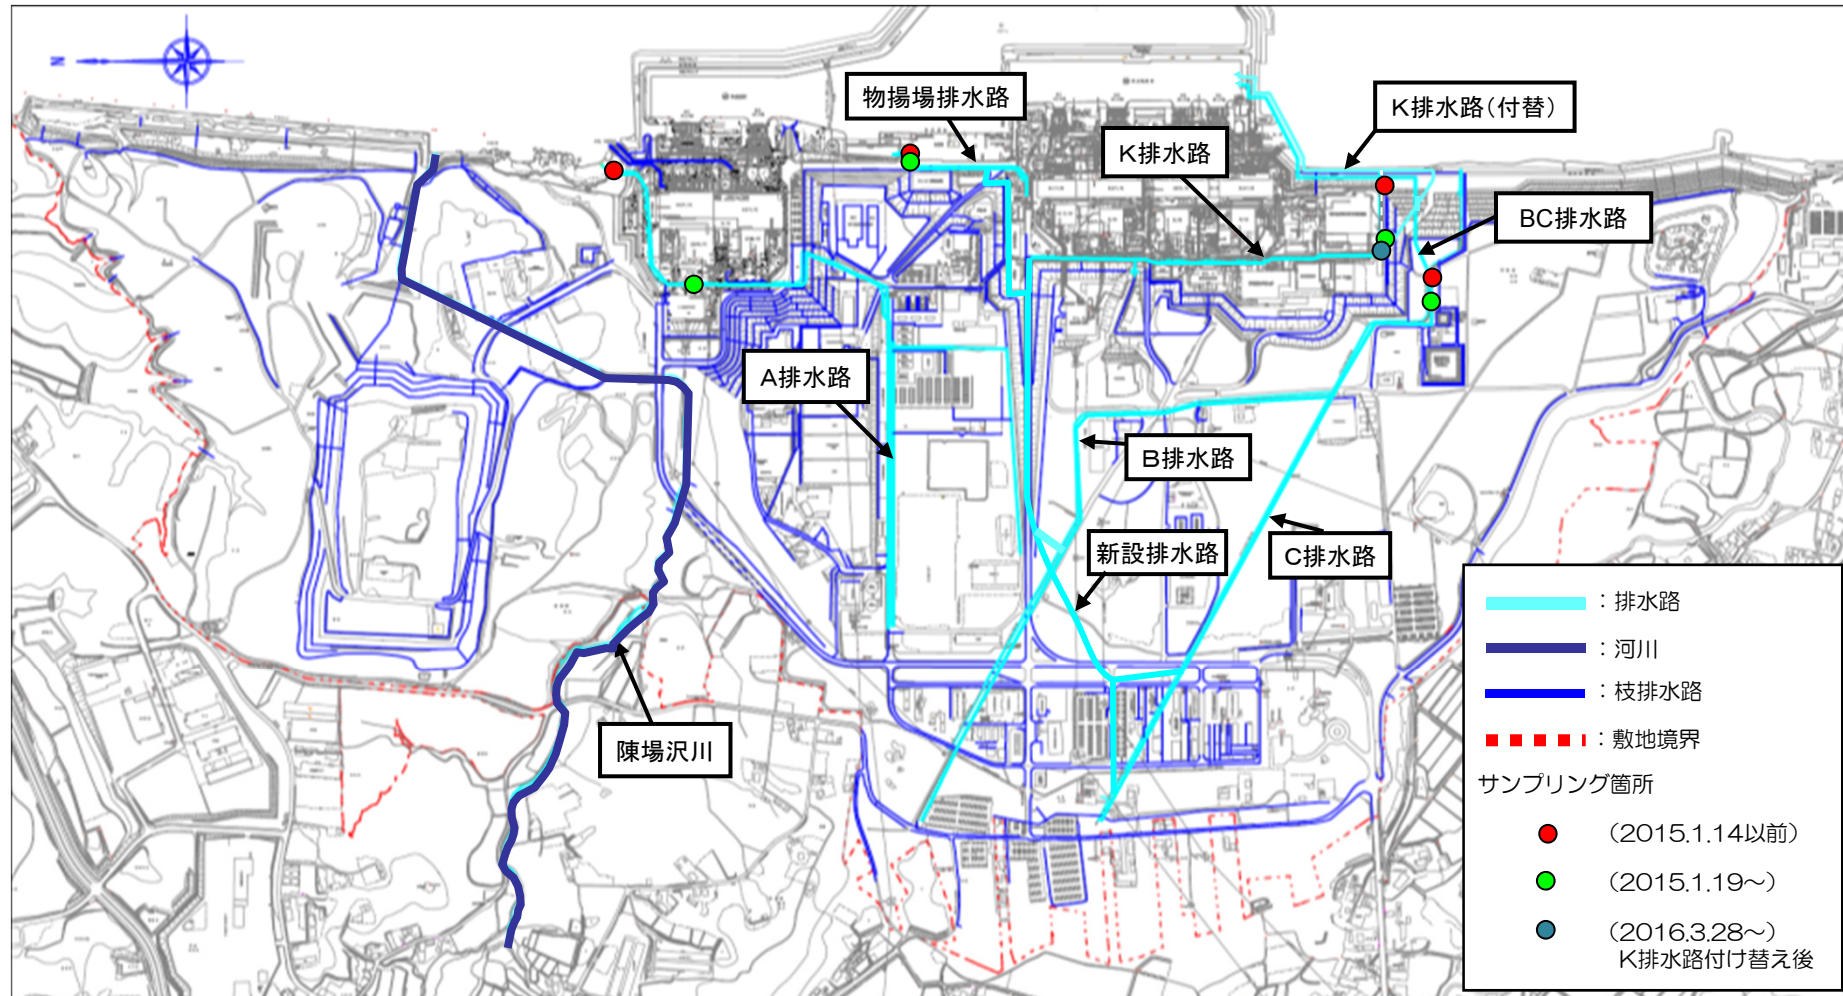 N
物揚場排水路
K排水路(付替)
K排水路
BC排水路
A排水路
B排水路
新設排水路
C排水路
陳場沢川
：排水路
：河川
：枝排水路
：敷地境界
サンプリング箇所
(2015.1.14以前)
(2015.1.19～)
(2016.3.28～)
K排水路付け替え後